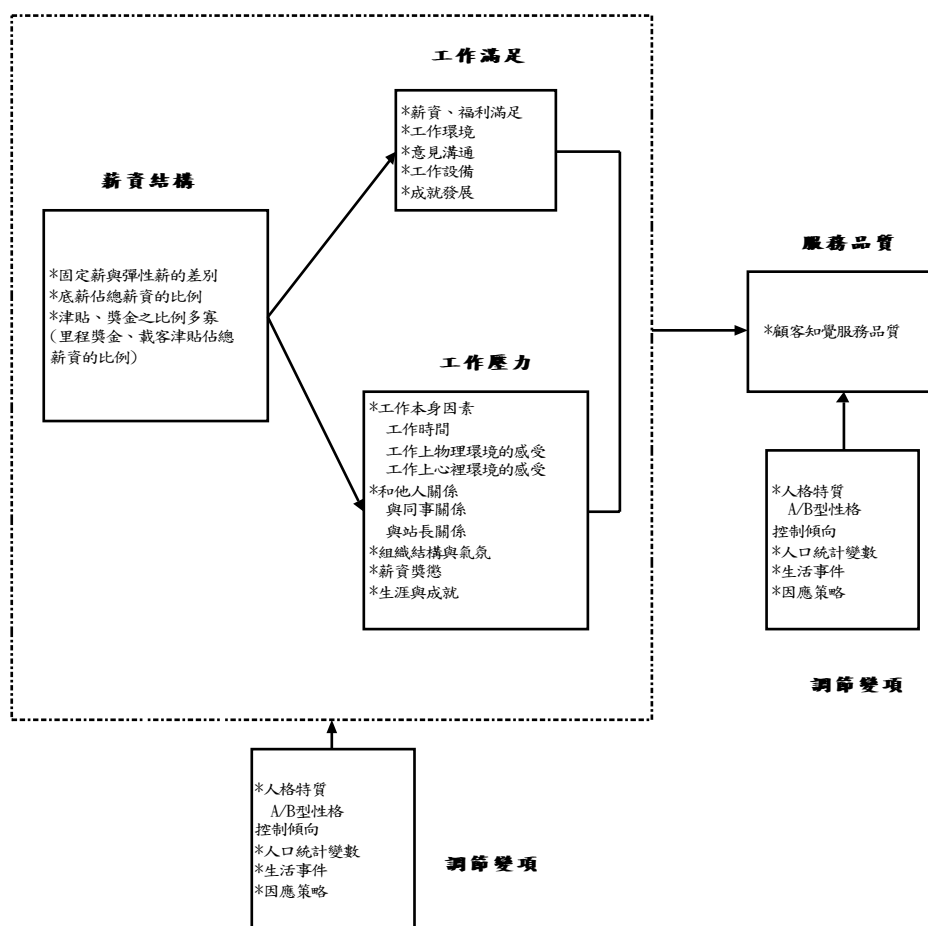 工作滿足
*薪資、福利滿足
*工作環境
*意見溝通
*工作設備
*成就發展
薪資結構
*固定薪與彈性薪的差別
*底薪佔總薪資的比例
*津貼、獎金之比例多寡
(里程獎金、載客津貼佔總
薪資的比例)
工作壓力
*工作本身因素
工作時間
工作上物理環境的感受
工作上心裡環境的感受
*和他人關係
與同事關係
與站長關係
*組織結構與氣氛
*薪資獎懲
*生涯與成就
服務品質
*顧客知覺服務品質
*人格特質
A/B型性格
控制傾向
*人口統計變數
*生活事件
*因應策略
調節變項
*人格特質
A/B型性格
控制傾向
*人口統計變數
*生活事件
*因應策略
調節變項